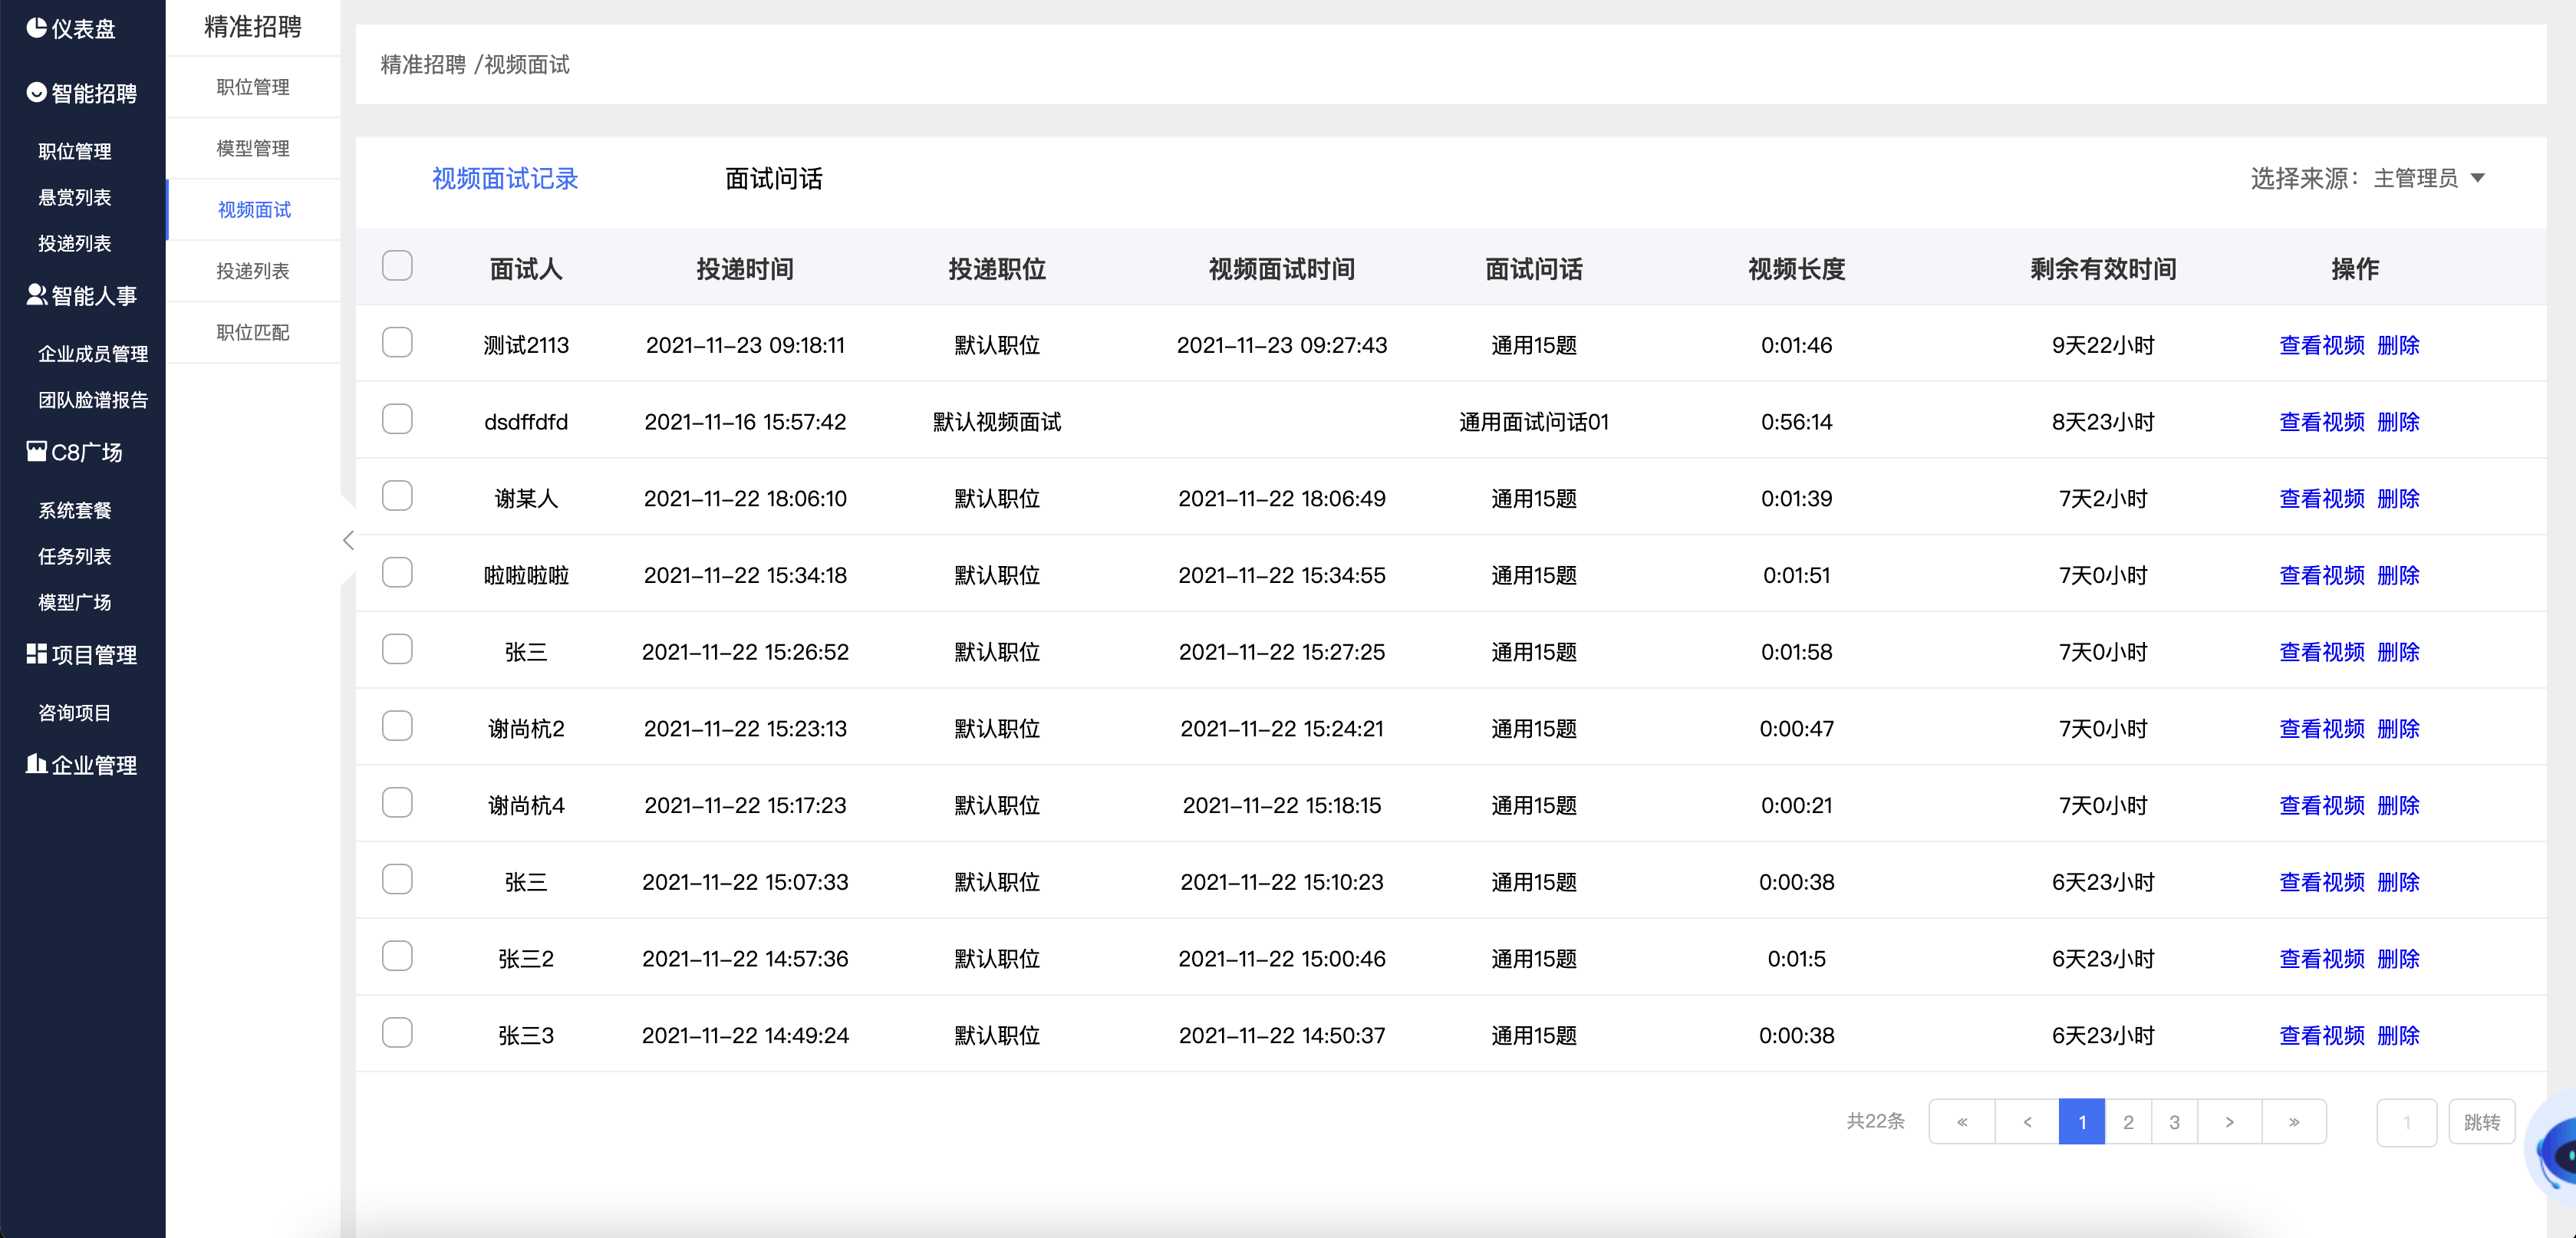 仪表盘
智能招聘
职位管理
悬赏列表
投递列表
智能人事
企业成员管理
团队脸谱报告
C8广场
系统套餐
任务列表
模型广场
项目管理
咨询项目
企业管理
精准招聘
职位管理
模型管理
视频面试
投递列表
职位匹配
精准招聘 /视频面试
视频面试记录 面试问话 选择来源： 主管理员
面试人 投递时间 投递职位 视频面试时间 面试问话 视频长度 剩余有效时间 操作
测试2113 2021-11-23 09:18:11 默认职位 2021-11-23 09:27:43 通用15题 0:01:46 9天22小时 查看视频 删除
dsdffdfd 2021-11-16 15:57:42 默认视频面试 通用面试问话01 0:56:14 8天23小时 查看视频 删除
谢某人 2021-11-22 18:06:10 默认职位 2021-11-22 18:06:49 通用15题 0:01:39 7天2小时 查看视频 删除
啦啦啦啦 2021-11-22 15:34:18 默认职位 2021-11-22 15:34:55 通用15题 0:01:51 7天0小时 查看视频 删除
张三 2021-11-22 15:26:52 默认职位 2021-11-22 15:27:25 通用15题 0:01:58 7天0小时 查看视频 删除
谢尚杭2 2021-11-22 15:23:13 默认职位 2021-11-22 15:24:21 通用15题 0:00:47 7天0小时 查看视频 删除
谢尚杭4 2021-11-22 15:17:23 默认职位 2021-11-22 15:18:15 通用15题 0:00:21 7天0小时 查看视频 删除
张三 2021-11-22 15:07:33 默认职位 2021-11-22 15:10:23 通用15题 0:00:38 6天23小时 查看视频 删除
张三2 2021-11-22 14:57:36 默认职位 2021-11-22 15:00:46 通用15题 0:01:5 6天23小时 查看视频 删除
张三3 2021-11-22 14:49:24 默认职位 2021-11-22 14:50:37 通用15题 0:00:38 6天23小时 查看视频 删除
共22条 « < 1 2 3 > » 1 跳转